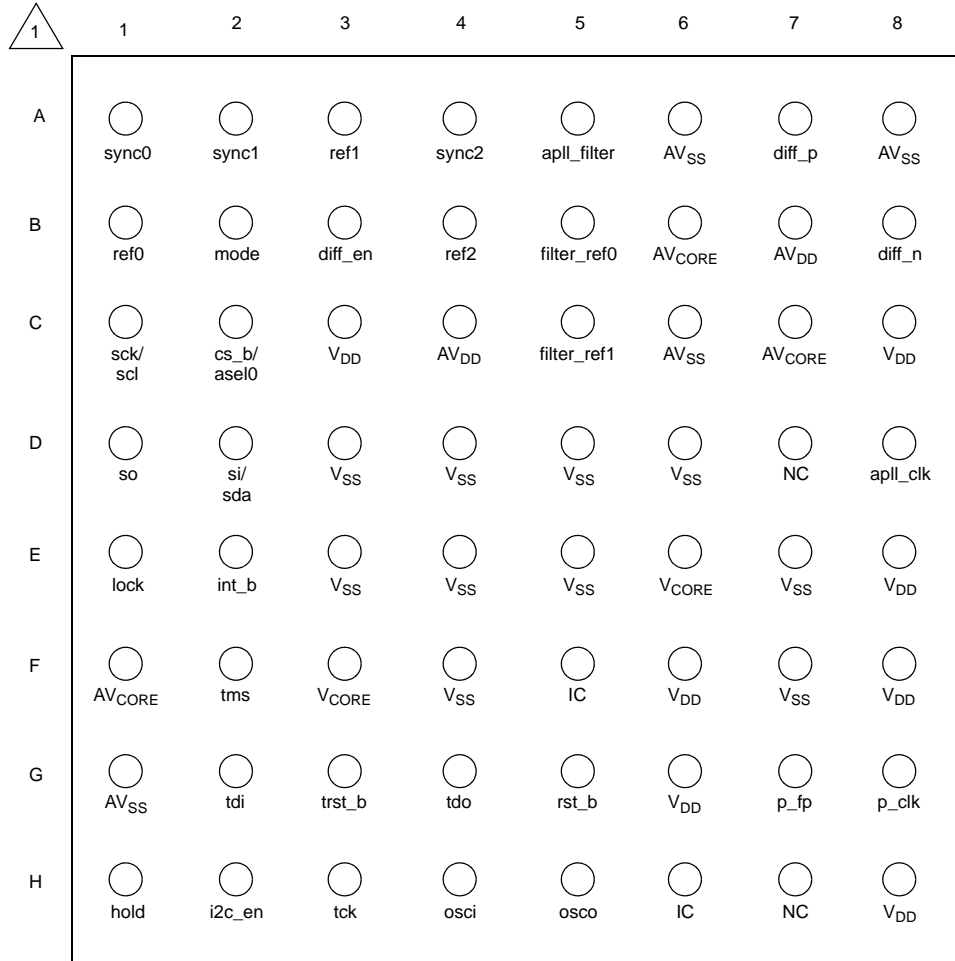 1 1 2 3 4 5 6 7 8
A
sync0 sync1 ref1 sync2 apll_filter AVSS diff_p AVSS
B
ref0 mode diff_en ref2 filter_ref0 AVCORE AVDD diff_n
C
sck/ cs_b/ VDD AVDD filter_ref1 AVSS AVCORE VDD
scl asel0
D
so si/ VSS VSS VSS VSS NC apll_clk
sda
E
lock int_b VSS VSS VSS VCORE VSS VDD
F
AVCORE tms VCORE VSS IC VDD VSS VDD
G
AVSS tdi trst_b tdo rst_b VDD p_fp p_clk
H
hold i2c_en tck osci osco IC NC VDD